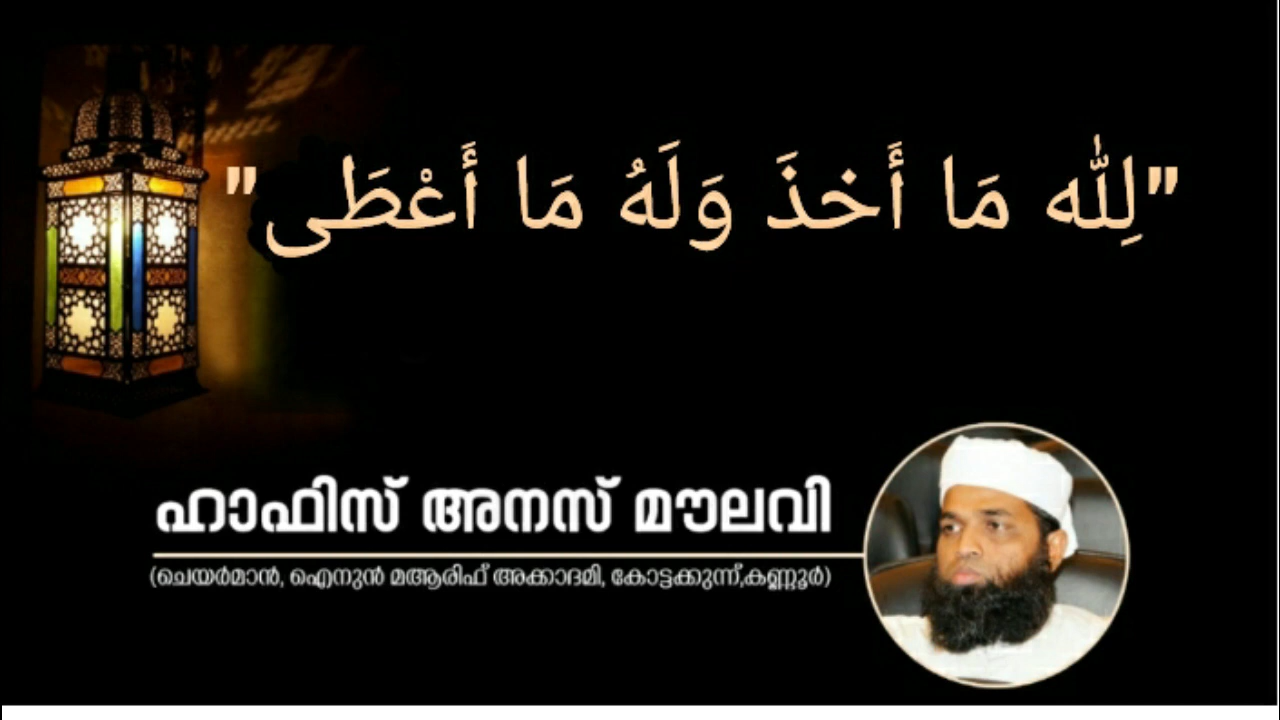 "لِلّٰه مَا أَخذَ وَلَهُ مَا أَعْطَى"
ഹാഫിസ് അനസ് മൗലവി
(ചെയർമാൻ, ഐനുൻ മആരിഫ് അക്കാദമി, കോട്ടക്കുന്ന്,കണ്ണൂർ)